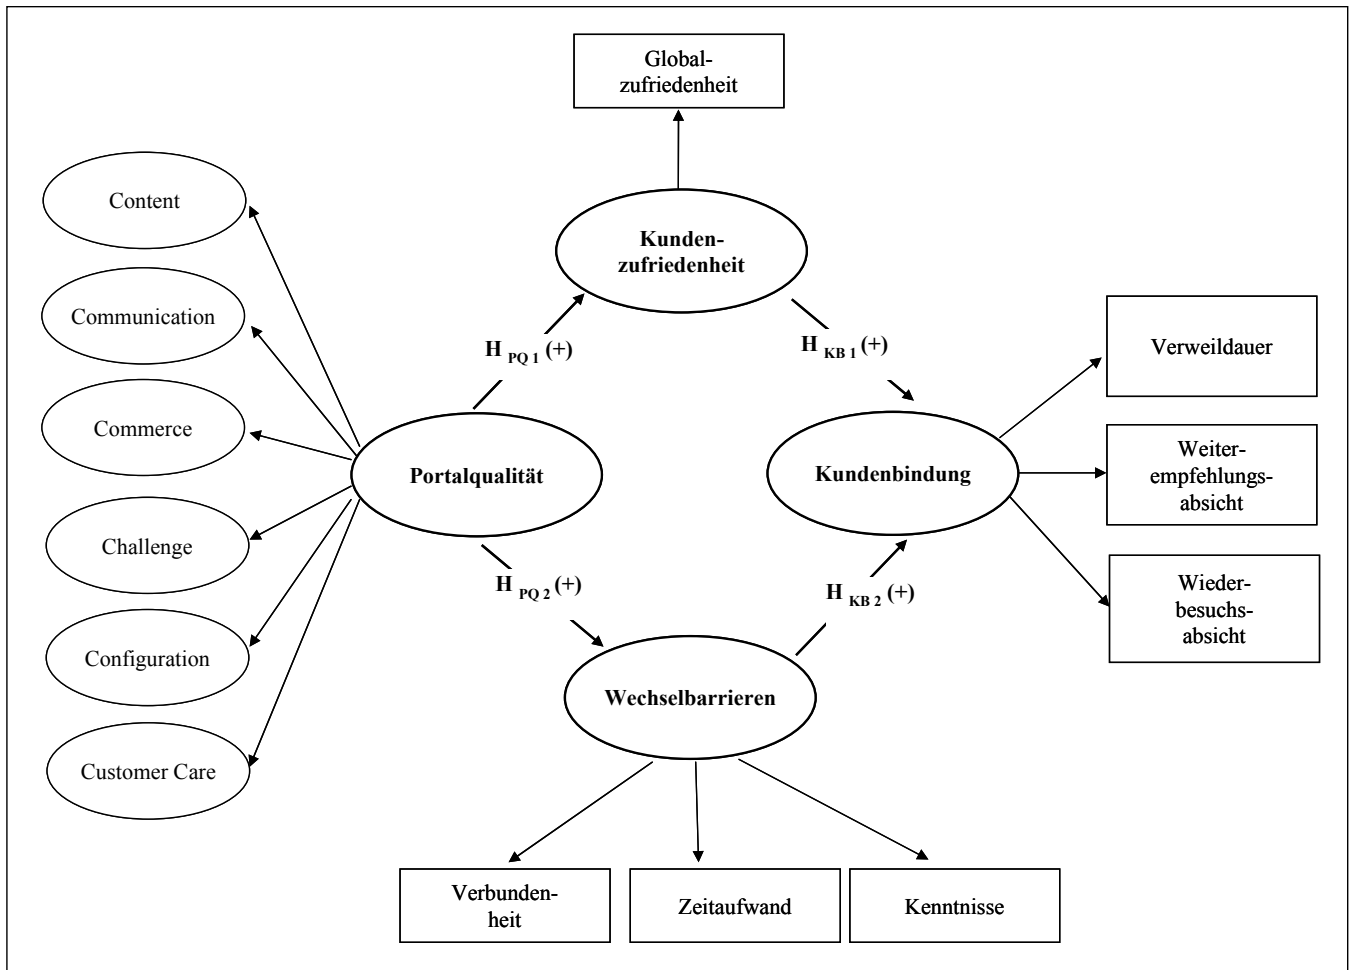 Global-
zufriedenheit
Content
Kunden-
zufriedenheit
Communication
Verweildauer
H PQ 1 (+)
H KB 1 (+)
Commerce
Portalqualität
Kundenbindung
Weiter-
empfehlungs-
absicht
Challenge
H PQ 2 (+)
H KB 2 (+)
Wieder-
besuchs-
absicht
Configuration
Wechselbarrieren
Customer Care
Verbunden-
heit
Zeitaufwand
Kenntnisse